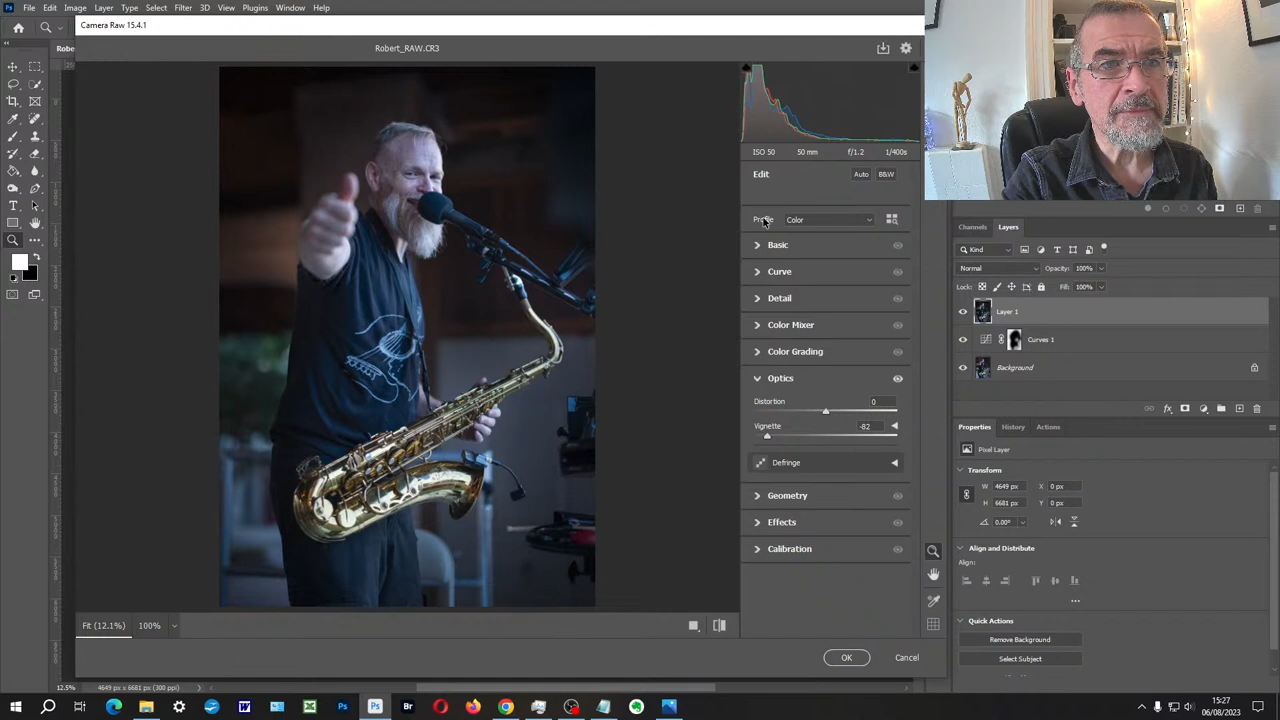 Ps File Edit Image Layer Type Select Filter 3D View Plugins Window
Camera Raw 15.4.1
Robe
Robert_RAW.CR3
ISO 50 50 mm f/1.2 1/400s
Edit Auto B&W
Profile Color
Basic
Curve
Detail
Color Mixer
Color Grading
Optics
Distortion 0
Vignette -82
Defringe
Geometry
Effects
Calibration
Fit (12.1%) 100%
OK Cancel
Channels Layers
Kind
Normal Opacity: 100%
Lock: Fill: 100%
Layer 1
Curves 1
Background
Properties History Actions
Pixel Layer
Transform
W 4649 px X 0 px
H 6681 px Y 0 px
0.00°
Align and Distribute
Align:
Quick Actions
Remove Background
Select Subject
12.5% 4649 px x 6681 px (300 ppi)
15:27
06/08/2023